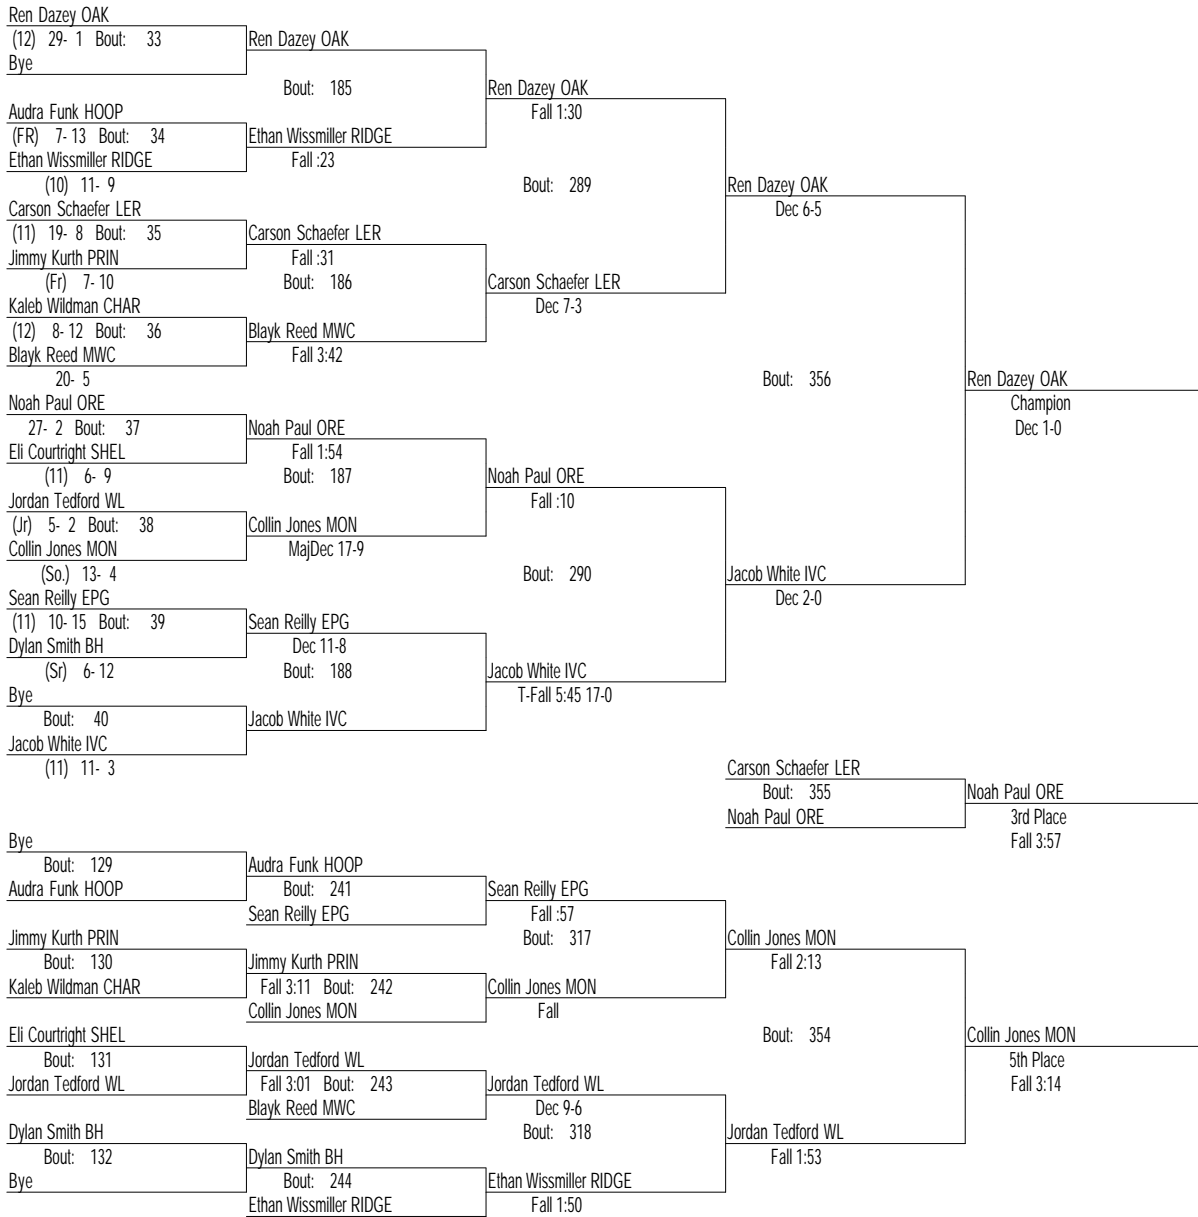 Ren Dazey OAK
(12) 29- 1 Bout: 33
Ren Dazey OAK
Bye
Bout: 185
Ren Dazey OAK
Audra Funk HOOP
Fall 1:30
(FR) 7- 13 Bout: 34
Ethan Wissmiller RIDGE
Ethan Wissmiller RIDGE
Fall :23
(10) 11- 9
Bout: 289
Ren Dazey OAK
Carson Schaefer LER
Dec 6-5
(11) 19- 8 Bout: 35
Carson Schaefer LER
Jimmy Kurth PRIN
Fall :31
(Fr) 7- 10
Bout: 186
Carson Schaefer LER
Kaleb Wildman CHAR
Dec 7-3
(12) 8- 12 Bout: 36
Blayk Reed MWC
Blayk Reed MWC
Fall 3:42
20- 5
Bout: 356
Ren Dazey OAK
Noah Paul ORE
Champion
27- 2 Bout: 37
Noah Paul ORE
Dec 1-0
Eli Courtright SHEL
Fall 1:54
(11) 6- 9
Bout: 187
Noah Paul ORE
Jordan Tedford WL
Fall :10
(Jr) 5- 2 Bout: 38
Collin Jones MON
Collin Jones MON
MajDec 17-9
(So.) 13- 4
Bout: 290
Jacob White IVC
Sean Reilly EPG
Dec 2-0
(11) 10- 15 Bout: 39
Sean Reilly EPG
Dylan Smith BH
Dec 11-8
(Sr) 6- 12
Bout: 188
Jacob White IVC
Bye
T-Fall 5:45 17-0
Bout: 40
Jacob White IVC
Jacob White IVC
(11) 11- 3
Carson Schaefer LER
Bout: 355
Noah Paul ORE
Noah Paul ORE
3rd Place
Fall 3:57
Bye
Bout: 129
Audra Funk HOOP
Audra Funk HOOP
Bout: 241
Sean Reilly EPG
Sean Reilly EPG
Fall :57
Bout: 317
Jimmy Kurth PRIN
Collin Jones MON
Bout: 130
Jimmy Kurth PRIN
Fall 2:13
Kaleb Wildman CHAR
Fall 3:11 Bout: 242
Collin Jones MON
Collin Jones MON
Fall
Eli Courtright SHEL
Bout: 354
Collin Jones MON
Bout: 131
Jordan Tedford WL
5th Place
Jordan Tedford WL
Fall 3:01 Bout: 243
Jordan Tedford WL
Fall 3:14
Blayk Reed MWC
Dec 9-6
Dylan Smith BH
Bout: 318
Jordan Tedford WL
Bout: 132
Dylan Smith BH
Fall 1:53
Bye
Bout: 244
Ethan Wissmiller RIDGE
Ethan Wissmiller RIDGE
Fall 1:50